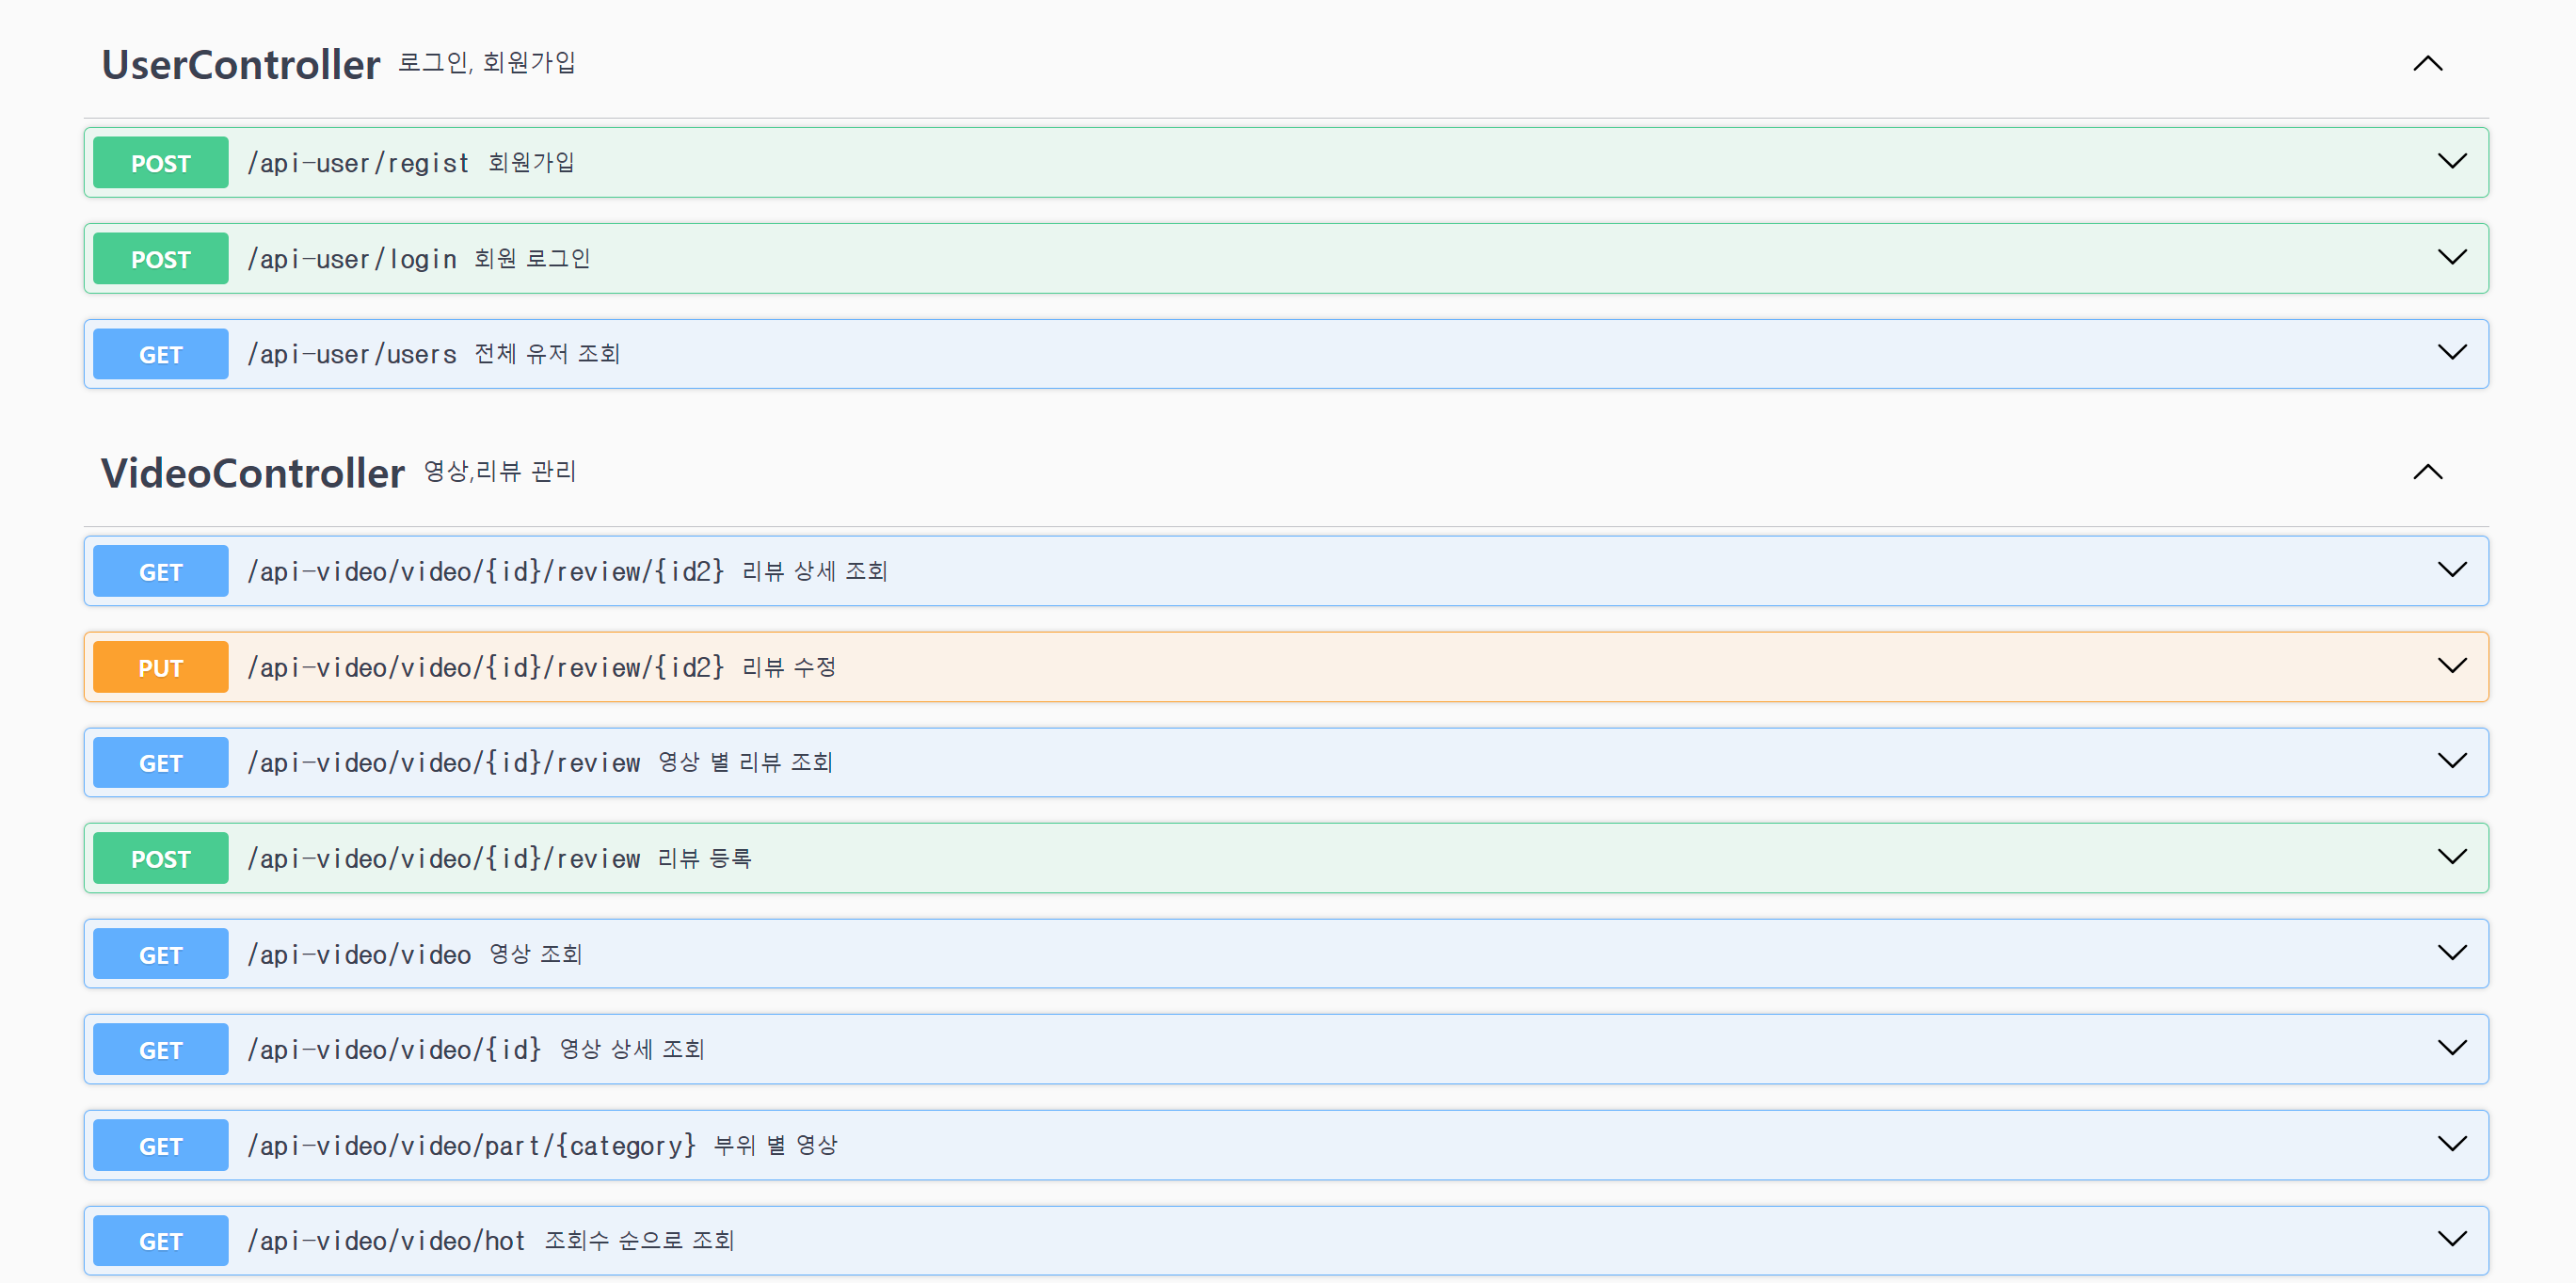 UserController 로그인, 회원가입
POST /api-user/regist 회원가입
POST /api-user/login 회원 로그인
GET /api-user/users 전체 유저 조회
VideoController 영상,리뷰 관리
GET /api-video/video/{id}/review/{id2} 리뷰 상세 조회
PUT /api-video/video/{id}/review/{id2} 리뷰 수정
GET /api-video/video/{id}/review 영상 별 리뷰 조회
POST /api-video/video/{id}/review 리뷰 등록
GET /api-video/video 영상 조회
GET /api-video/video/{id} 영상 상세 조회
GET /api-video/video/part/{category} 부위 별 영상
GET /api-video/video/hot 조회수 순으로 조회